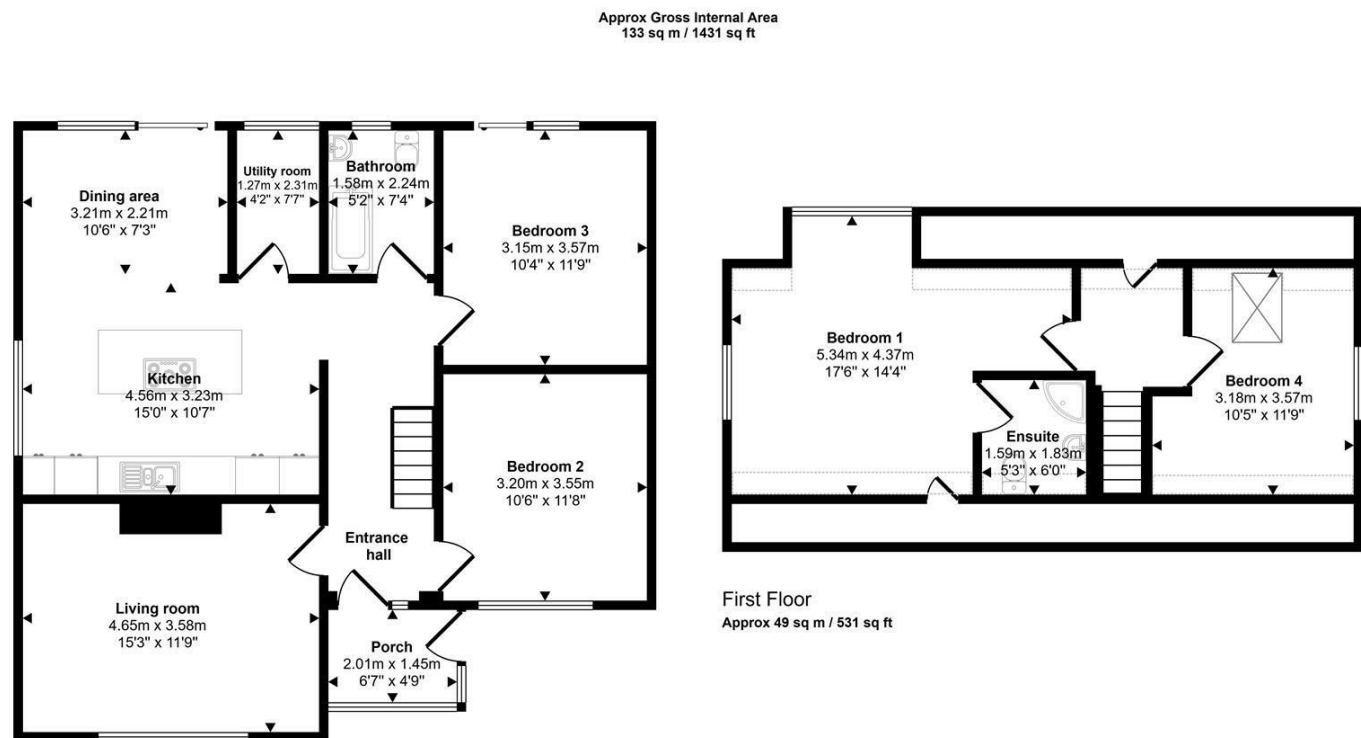 Approx Gross Internal Area
133 sq m / 1431 sq ft
Dining area
3.21m x 2.21m
10'6" x 7'3"
Utility room
1.27m x 2.31m
4'2" x 7'7"
Bathroom
1.58m x 2.24m
5'2" x 7'4"
Bedroom 3
3.15m x 3.57m
10'4" x 11'9"
Kitchen
4.56m x 3.23m
15'0" x 10'7"
Bedroom 2
3.20m x 3.55m
10'6" x 11'8"
Entrance
hall
Living room
4.65m x 3.58m
15'3" x 11'9"
Porch
2.01m x 1.45m
6'7" x 4'9"
Bedroom 1
5.34m x 4.37m
17'6" x 14'4"
Bedroom 4
3.18m x 3.57m
10'5" x 11'9"
Ensuite
1.59m x 1.83m
5'3" x 6'0"
First Floor
Approx 49 sq m / 531 sq ft